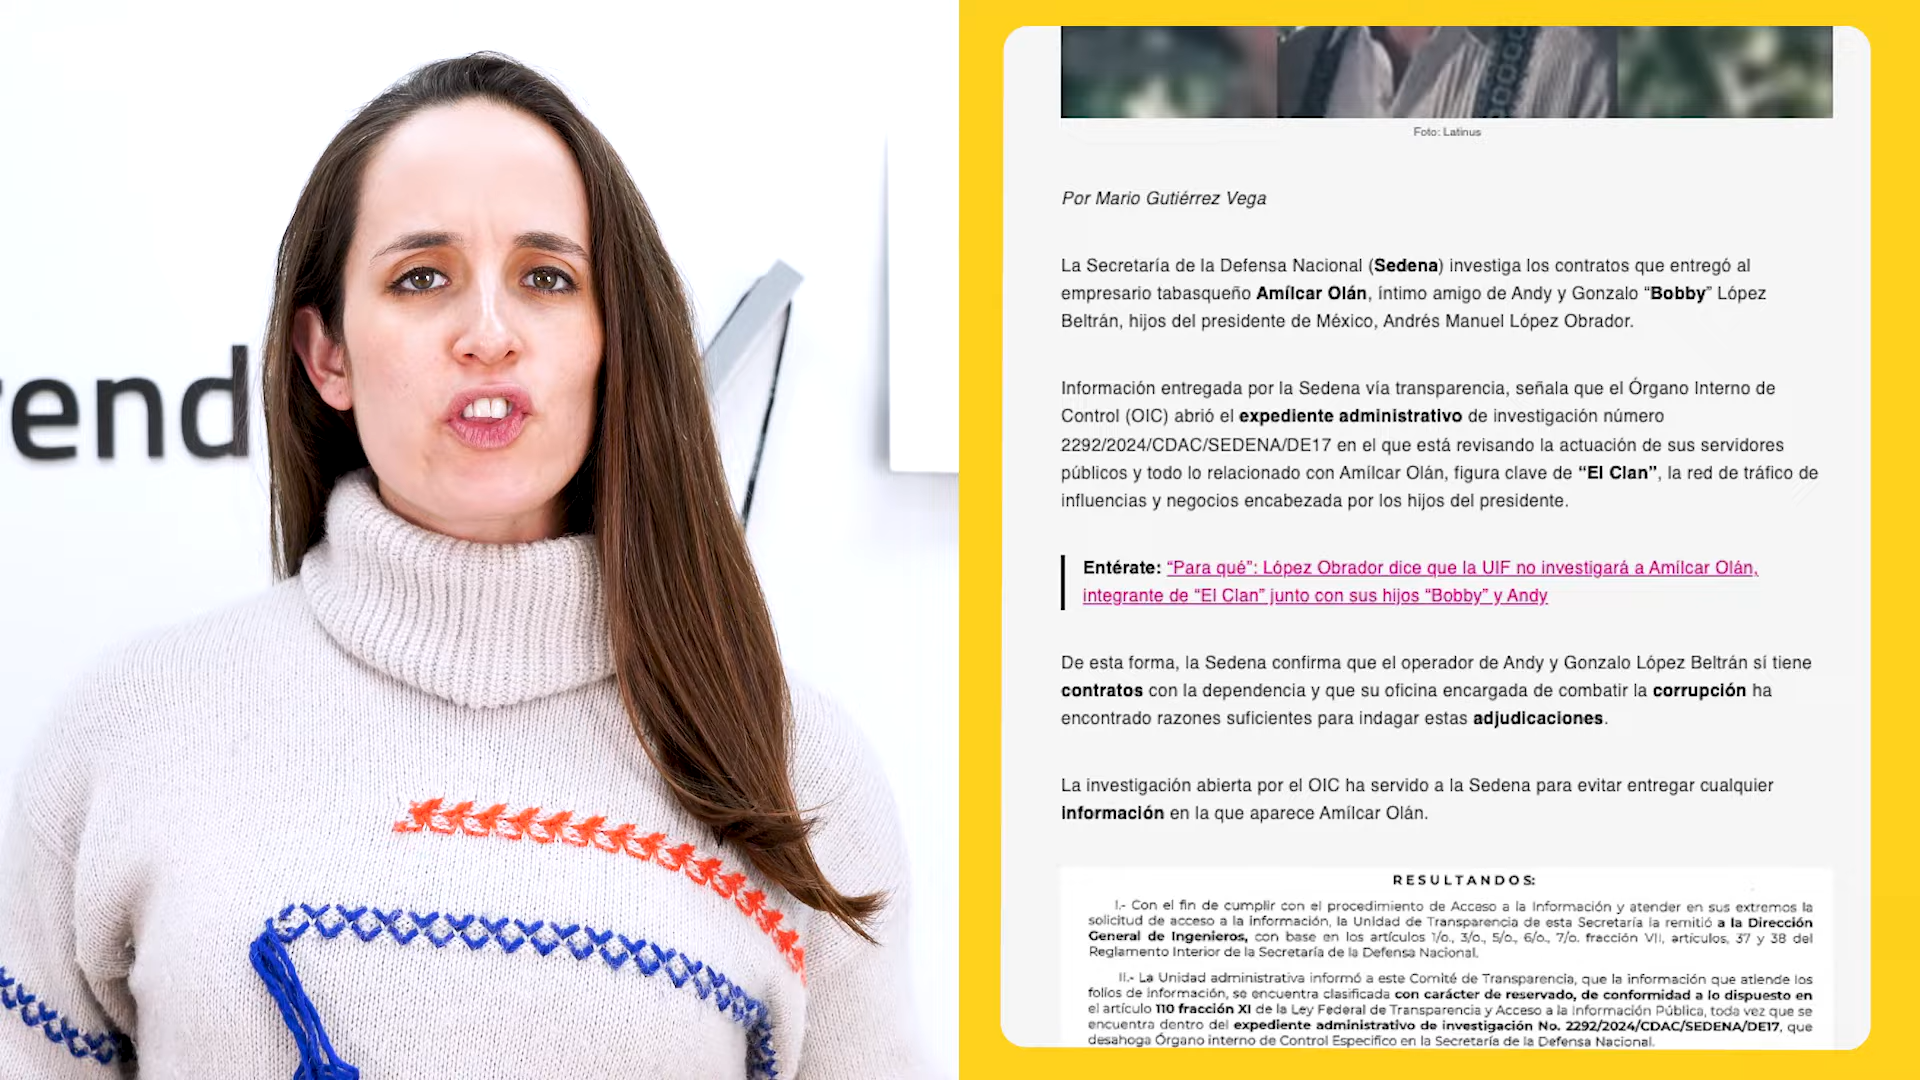 rend
Foto: Latinus
Por Mario Gutiérrez Vega
La Secretaría de la Defensa Nacional (Sedena) investiga los contratos que entregó al
empresario tabasqueño Amílcar Olán, íntimo amigo de Andy y Gonzalo “Bobby” López
Beltrán, hijos del presidente de México, Andrés Manuel López Obrador.
Información entregada por la Sedena vía transparencia, señala que el Órgano Interno de
Control (OIC) abrió el expediente administrativo de investigación número
2292/2024/CDAC/SEDENA/DE17 en el que está revisando la actuación de sus servidores
públicos y todo lo relacionado con Amílcar Olán, figura clave de “El Clan”, la red de tráfico de
influencias y negocios encabezada por los hijos del presidente.
Entérate: “Para qué”: López Obrador dice que la UIF no investigará a Amílcar Olán,
integrante de “El Clan” junto con sus hijos “Bobby” y Andy
De esta forma, la Sedena confirma que el operador de Andy y Gonzalo López Beltrán sí tiene
contratos con la dependencia y que su oficina encargada de combatir la corrupción ha
encontrado razones suficientes para indagar estas adjudicaciones.
La investigación abierta por el OIC ha servido a la Sedena para evitar entregar cualquier
información en la que aparece Amílcar Olán.
RESULTANDOS:
I.- Con el fin de cumplir con el procedimiento de Acceso a la Información y atender en sus extremos la
solicitud de acceso a la información, la Unidad de Transparencia de esta Secretaría la remitió a la Dirección
General de Ingenieros, con base en los artículos 1/o., 3/o., 5/o., 6/o., 7/o. fracción VII, artículos, 37 y 38 del
Reglamento Interior de la Secretaría de la Defensa Nacional.
II.- La Unidad administrativa informó a este Comité de Transparencia, que la información que atiende los
folios de información, se encuentra clasificada con carácter de reservado, de conformidad a lo dispuesto en
el artículo 110 fracción XI de la Ley Federal de Transparencia y Acceso a la Información Pública, toda vez que se
encuentra dentro del expediente administrativo de investigación No. 2292/2024/CDAC/SEDENA/DE17, que
desahoga Órgano interno de Control Específico en la Secretaría de la Defensa Nacional.